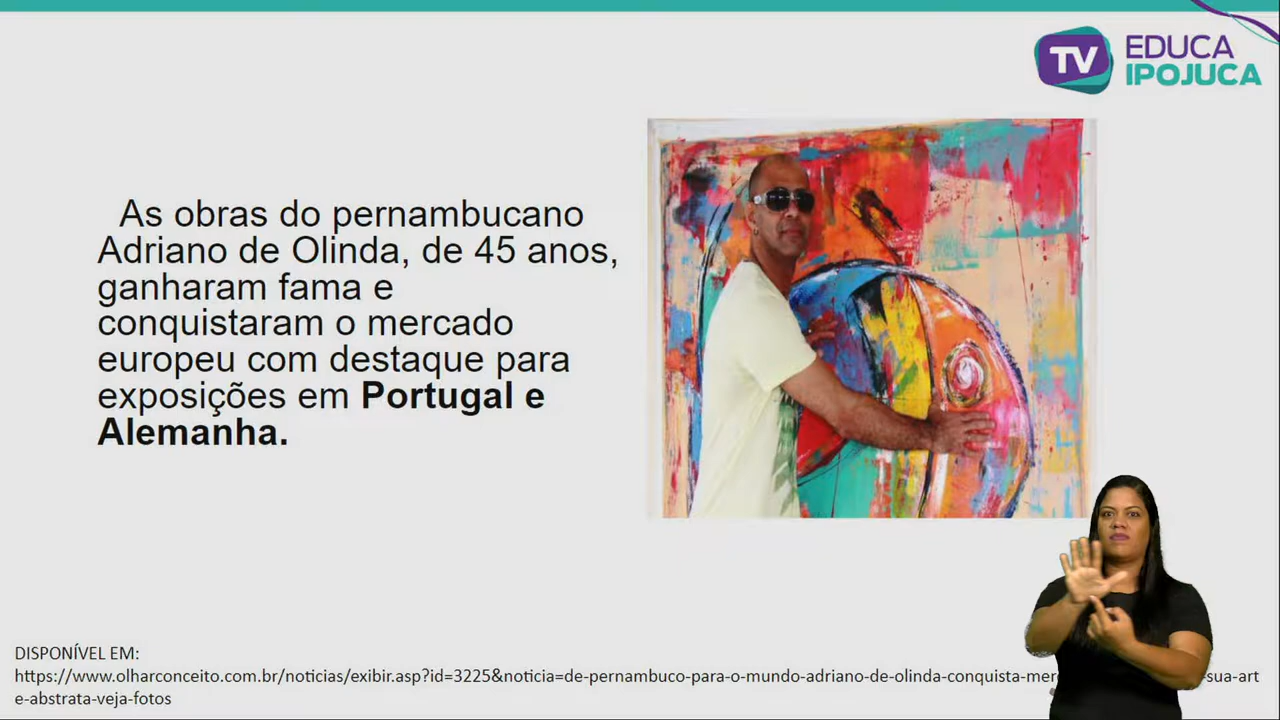 TV EDUCA
IPOJUCA
As obras do pernambucano
Adriano de Olinda, de 45 anos,
ganharam fama e
conquistaram o mercado
europeu com destaque para
exposições em Portugal e
Alemanha.
DISPONÍVEL EM:
https://www.olharconceito.com.br/noticias/exibir.asp?id=3225&noticia=de-pernambuco-para-o-mundo-adriano-de-olinda-conquista-mer -sua-art
e-abstrata-veja-fotos